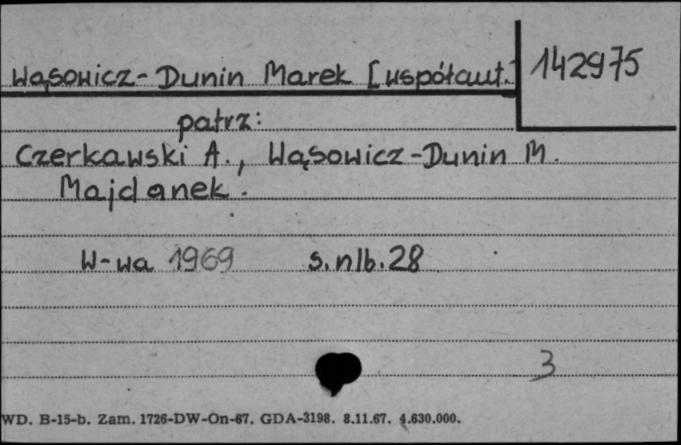 Wąsowicz-Dunin Marek [współaut.]
142975
patrz:
Czerkawski A., Wąsowicz-Dunin M.
Majdanek.
W-wa 1969 s.nlb.28
3
WD. B-15-b. Zam. 1726-DW-On-67. GDA-3198. 8.11.67. 4.630.000.